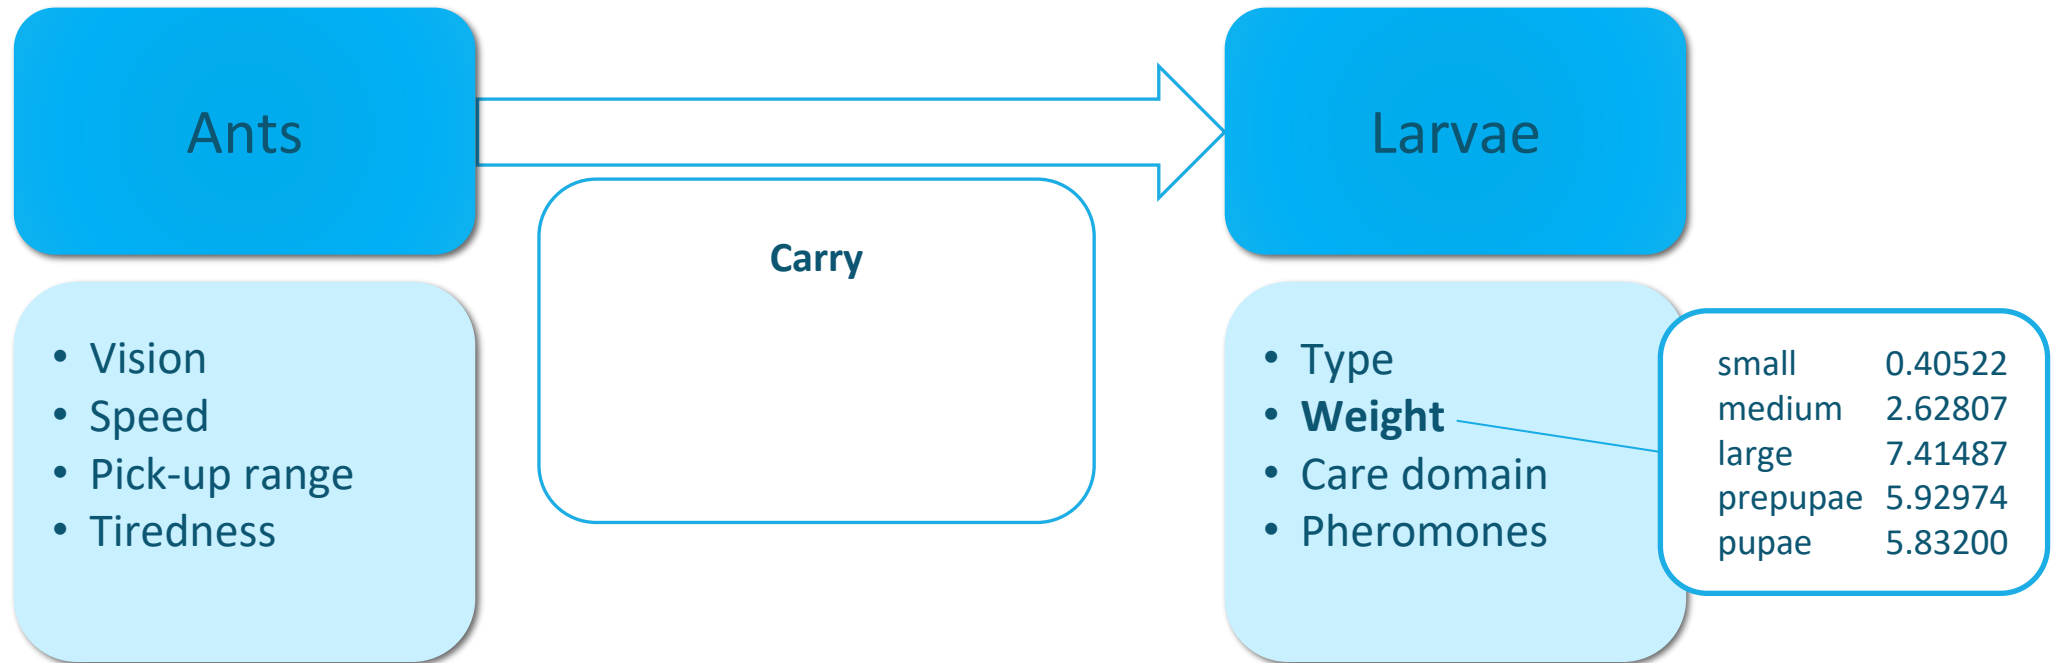 Ants
Larvae
Carry
• Vision
• Speed
• Pick-up range
• Tiredness
• Type
• Weight
• Care domain
• Pheromones
small 0.40522
medium 2.62807
large 7.41487
prepupae 5.92974
pupae 5.83200